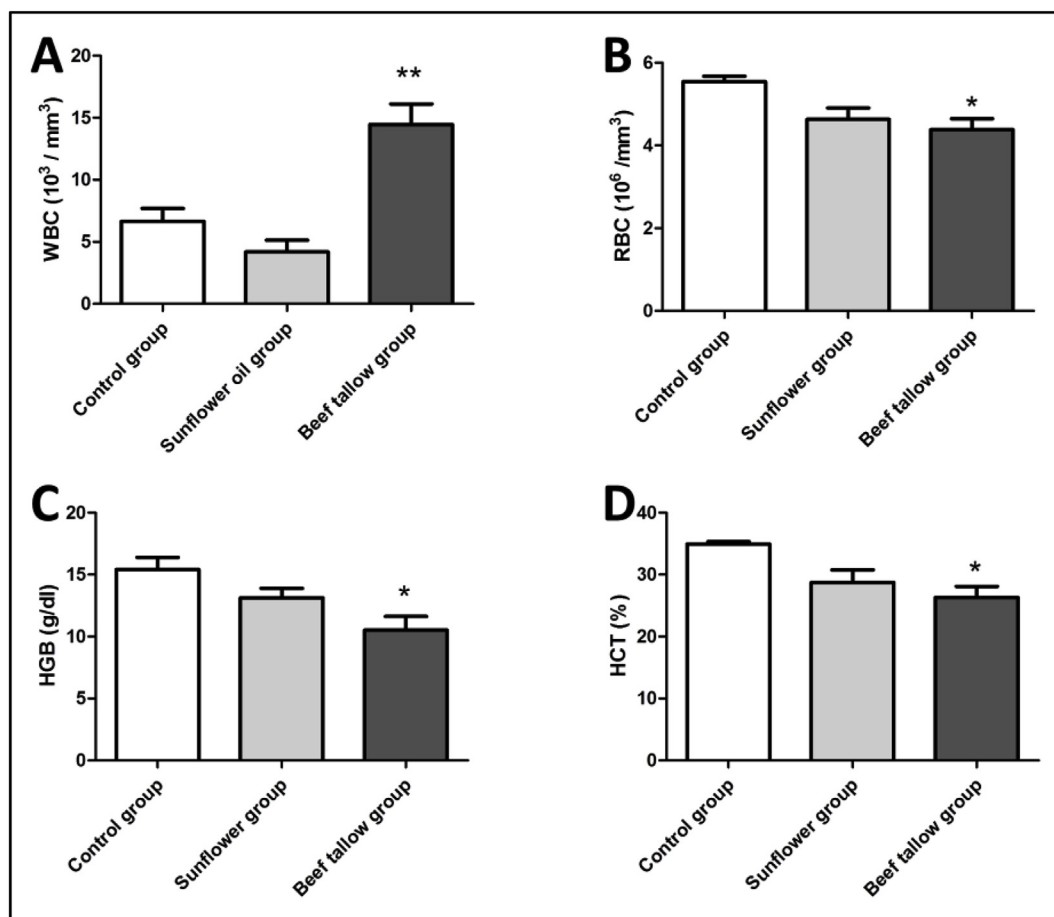 A
WBC (10³ / mm³)
20
15
10
5
0
**
Control group
Sunflower oil group
Beef tallow group
B
RBC (10⁶ /mm³)
6
4
2
0
*
Control group
Sunflower group
Beef tallow group
C
HGB (g/dl)
20
15
10
5
0
*
Control group
Sunflower group
Beef tallow group
D
HCT (%)
40
30
20
10
0
*
Control group
Sunflower group
Beef tallow group